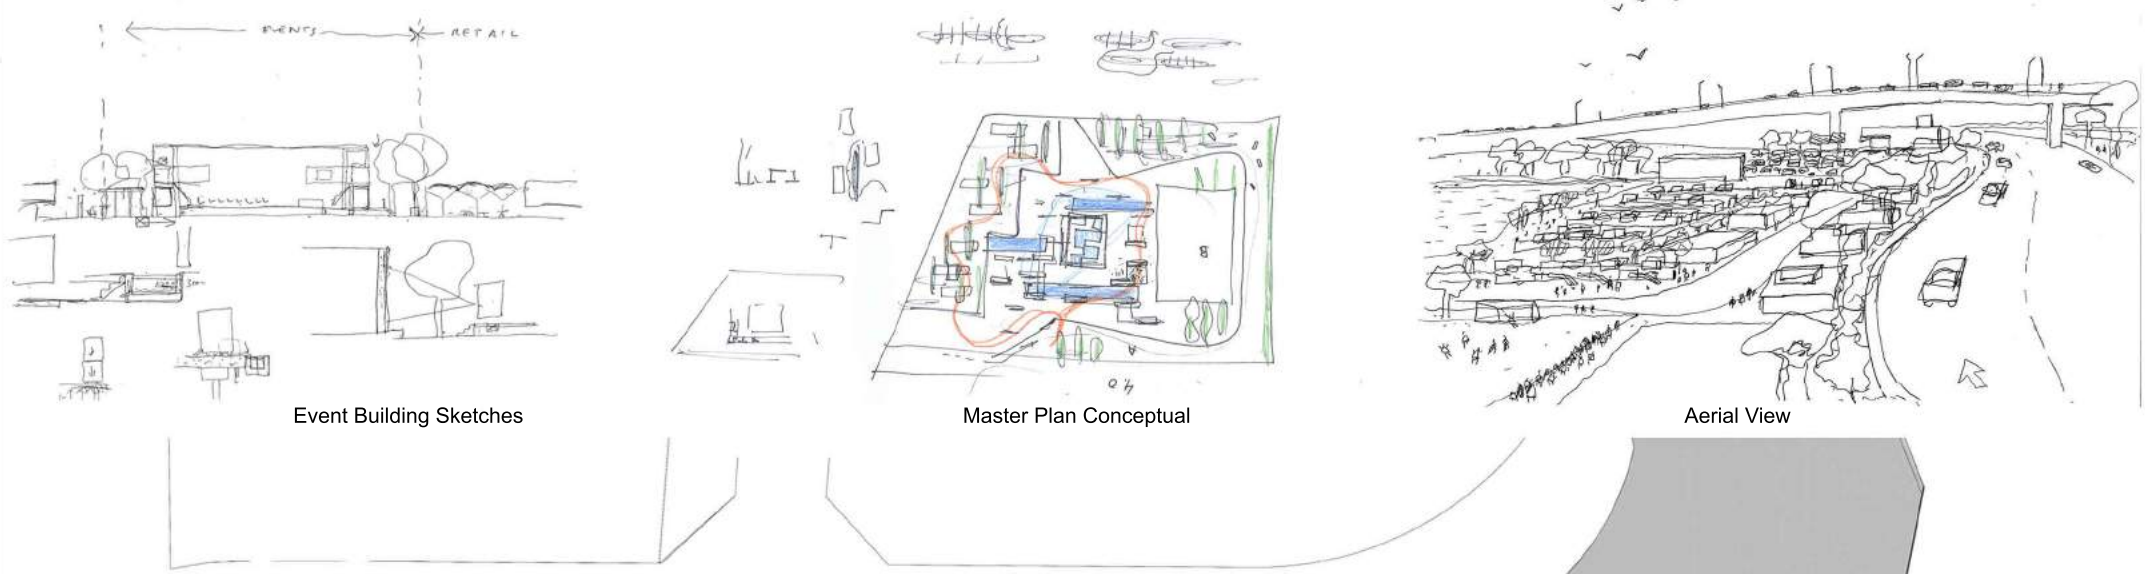 EVENTS
RETAIL
B
A
Event Building Sketches
Master Plan Conceptual
Aerial View